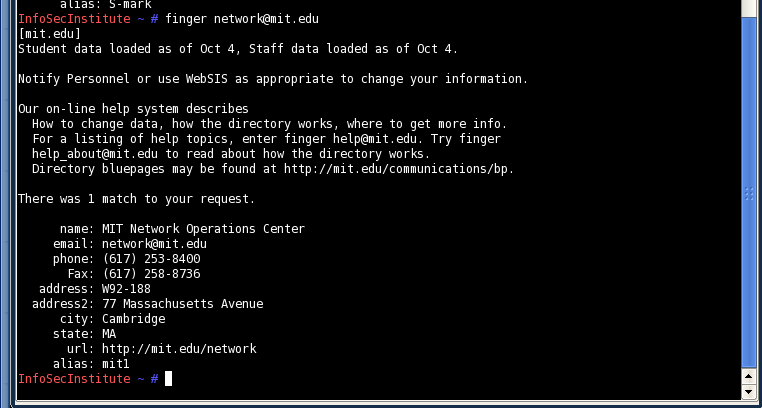 alias: S-mark
InfoSecInstitute ~ # finger network@mit.edu
[mit.edu]
Student data loaded as of Oct 4, Staff data loaded as of Oct 4.
Notify Personnel or use WebSIS as appropriate to change your information.
Our on-line help system describes
How to change data, how the directory works, where to get more info.
For a listing of help topics, enter finger help@mit.edu. Try finger
help_about@mit.edu to read about how the directory works.
Directory bluepages may be found at http://mit.edu/communications/bp.
There was 1 match to your request.
name: MIT Network Operations Center
email: network@mit.edu
phone: (617) 253-8400
Fax: (617) 258-8736
address: W92-188
address2: 77 Massachusetts Avenue
city: Cambridge
state: MA
url: http://mit.edu/network
alias: mit1
InfoSecInstitute ~ #